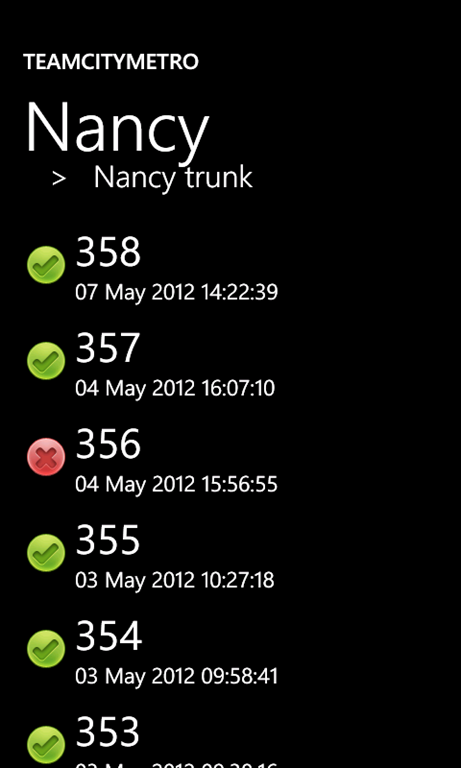 TEAMCITYMETRO
Nancy
> Nancy trunk
358
07 May 2012 14:22:39
357
04 May 2012 16:07:10
356
04 May 2012 15:56:55
355
03 May 2012 10:27:18
354
03 May 2012 09:58:41
353